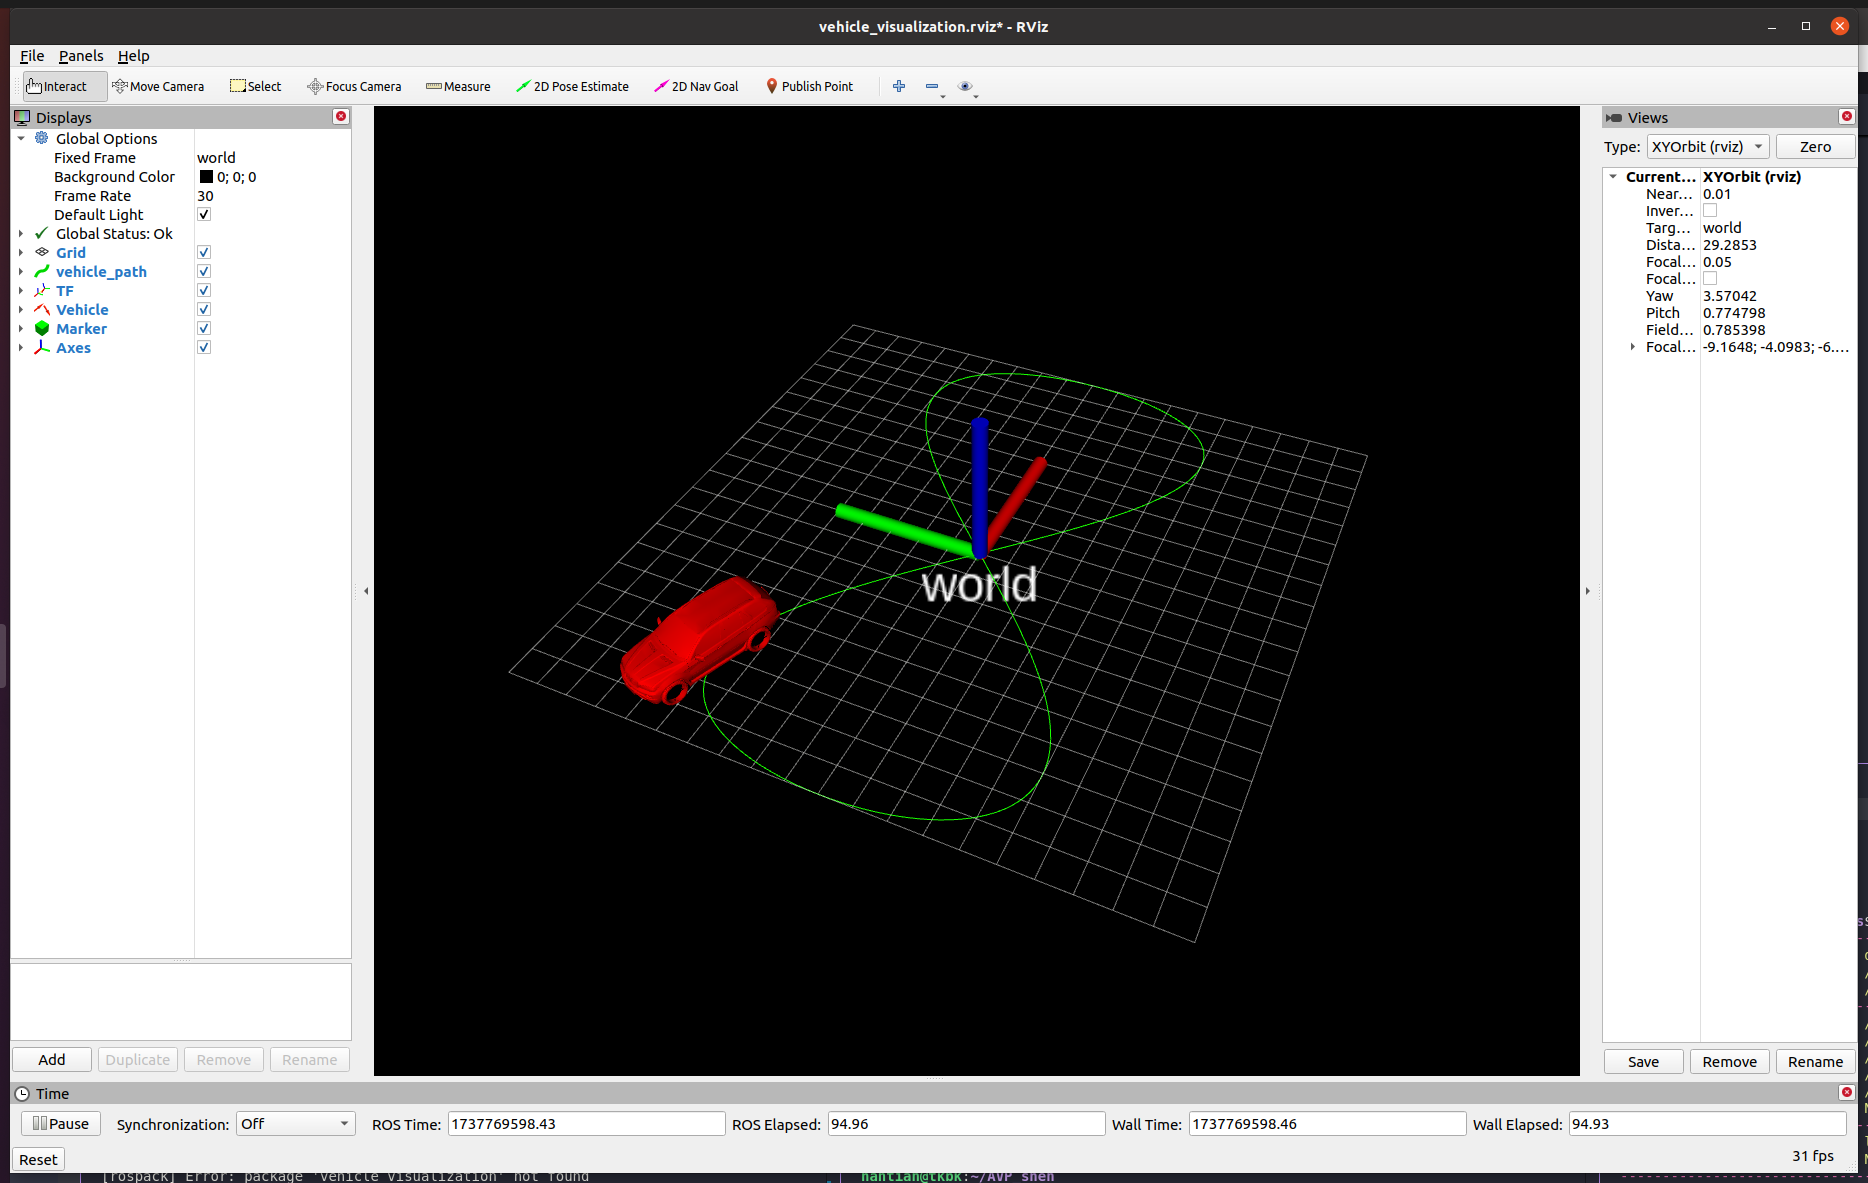 vehicle_visualization.rviz* - RViz
File Panels Help
Interact Move Camera Select Focus Camera Measure 2D Pose Estimate 2D Nav Goal Publish Point
Displays
Global Options
Fixed Frame world
Background Color 0; 0; 0
Frame Rate 30
Default Light
Global Status: Ok
Grid
vehicle_path
TF
Vehicle
Marker
Axes
Add Duplicate Remove Rename
world
Views
Type: XYOrbit (rviz) Zero
Current... XYOrbit (rviz)
Near... 0.01
Inver...
Targ... world
Dista... 29.2853
Focal... 0.05
Focal...
Yaw 3.57042
Pitch 0.774798
Field... 0.785398
Focal... -9.1648; -4.0983; -6....
Save Remove Rename
Time
Pause Synchronization: Off ROS Time: 1737769598.43 ROS Elapsed: 94.96 Wall Time: 1737769598.46 Wall Elapsed: 94.93
Reset 31 fps
[rospack] Error: package 'vehicle_visualization' not found
nantian@tkbk:~/AVP_shen